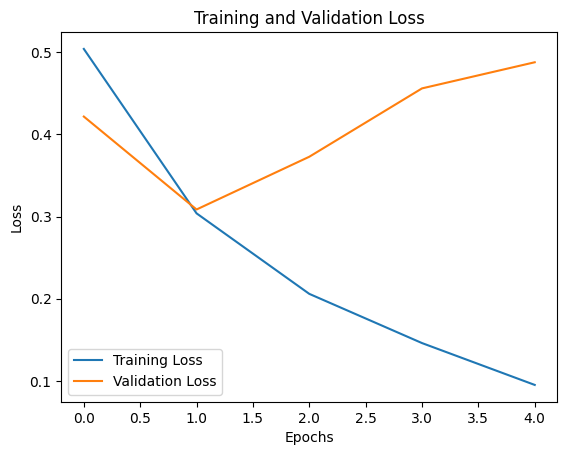 Training and Validation Loss
0.5
0.4
0.3
0.2
0.1
Loss
Training Loss
Validation Loss
0.0 0.5 1.0 1.5 2.0 2.5 3.0 3.5 4.0
Epochs